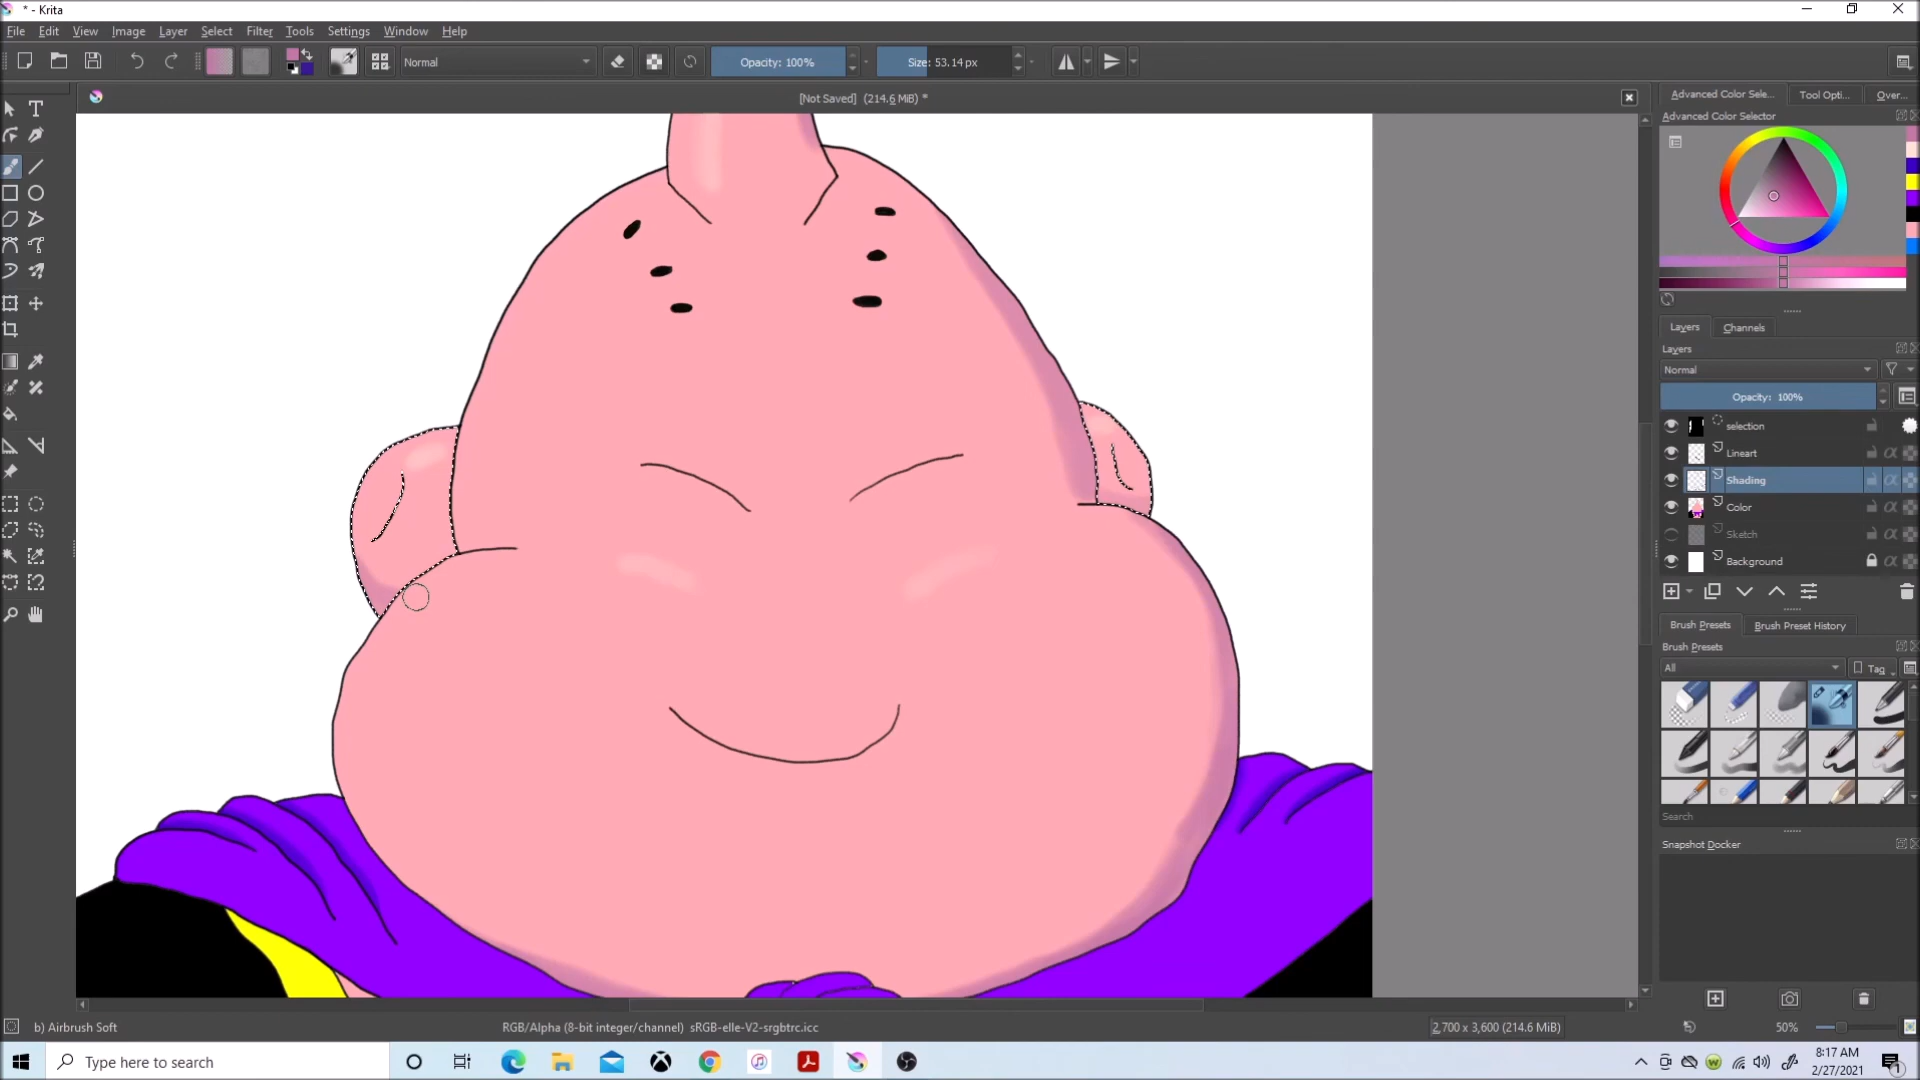 * - Krita
File Edit View Image Layer Select Filter Tools Settings Window Help
Normal
Opacity: 100%
Size: 53.14 px
[Not Saved] (214.6 MiB) *
Advanced Color Sele... Tool Opti... Over...
Advanced Color Selector
Layers Channels
Layers
Normal
Opacity: 100%
selection
Lineart
Shading
Color
Sketch
Background
Brush Presets Brush Preset History
Brush Presets
All Tag
Search
Snapshot Docker
b) Airbrush Soft
RGB/Alpha (8-bit integer/channel) sRGB-elle-V2-srgbtrc.icc
2,700 x 3,600 (214.6 MiB)
50%
Type here to search
8:17 AM
2/27/2021
1